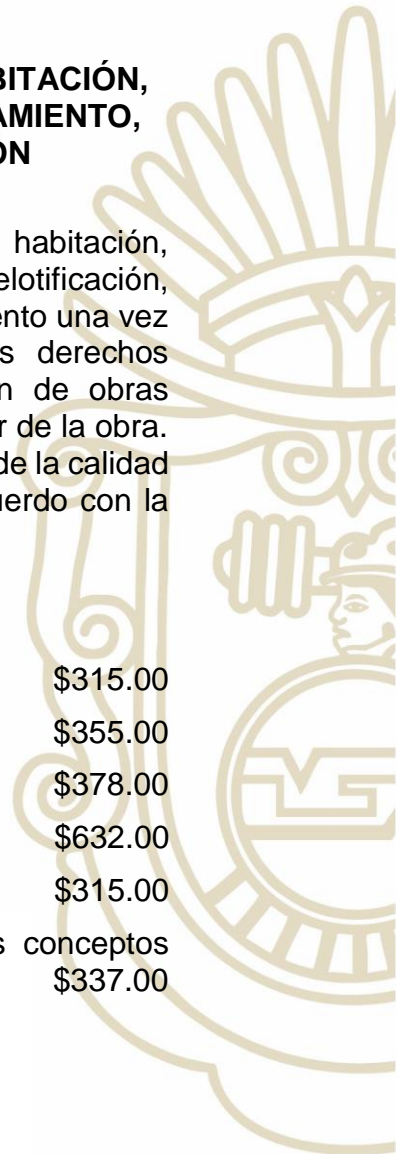 BITACIÓN,
AMIENTO,
ON
habitación,
elotificación,
ento una vez
s derechos
n de obras
r de la obra.
de la calidad
uerdo con la
$315.00
$355.00
$378.00
$632.00
$315.00
s conceptos
$337.00